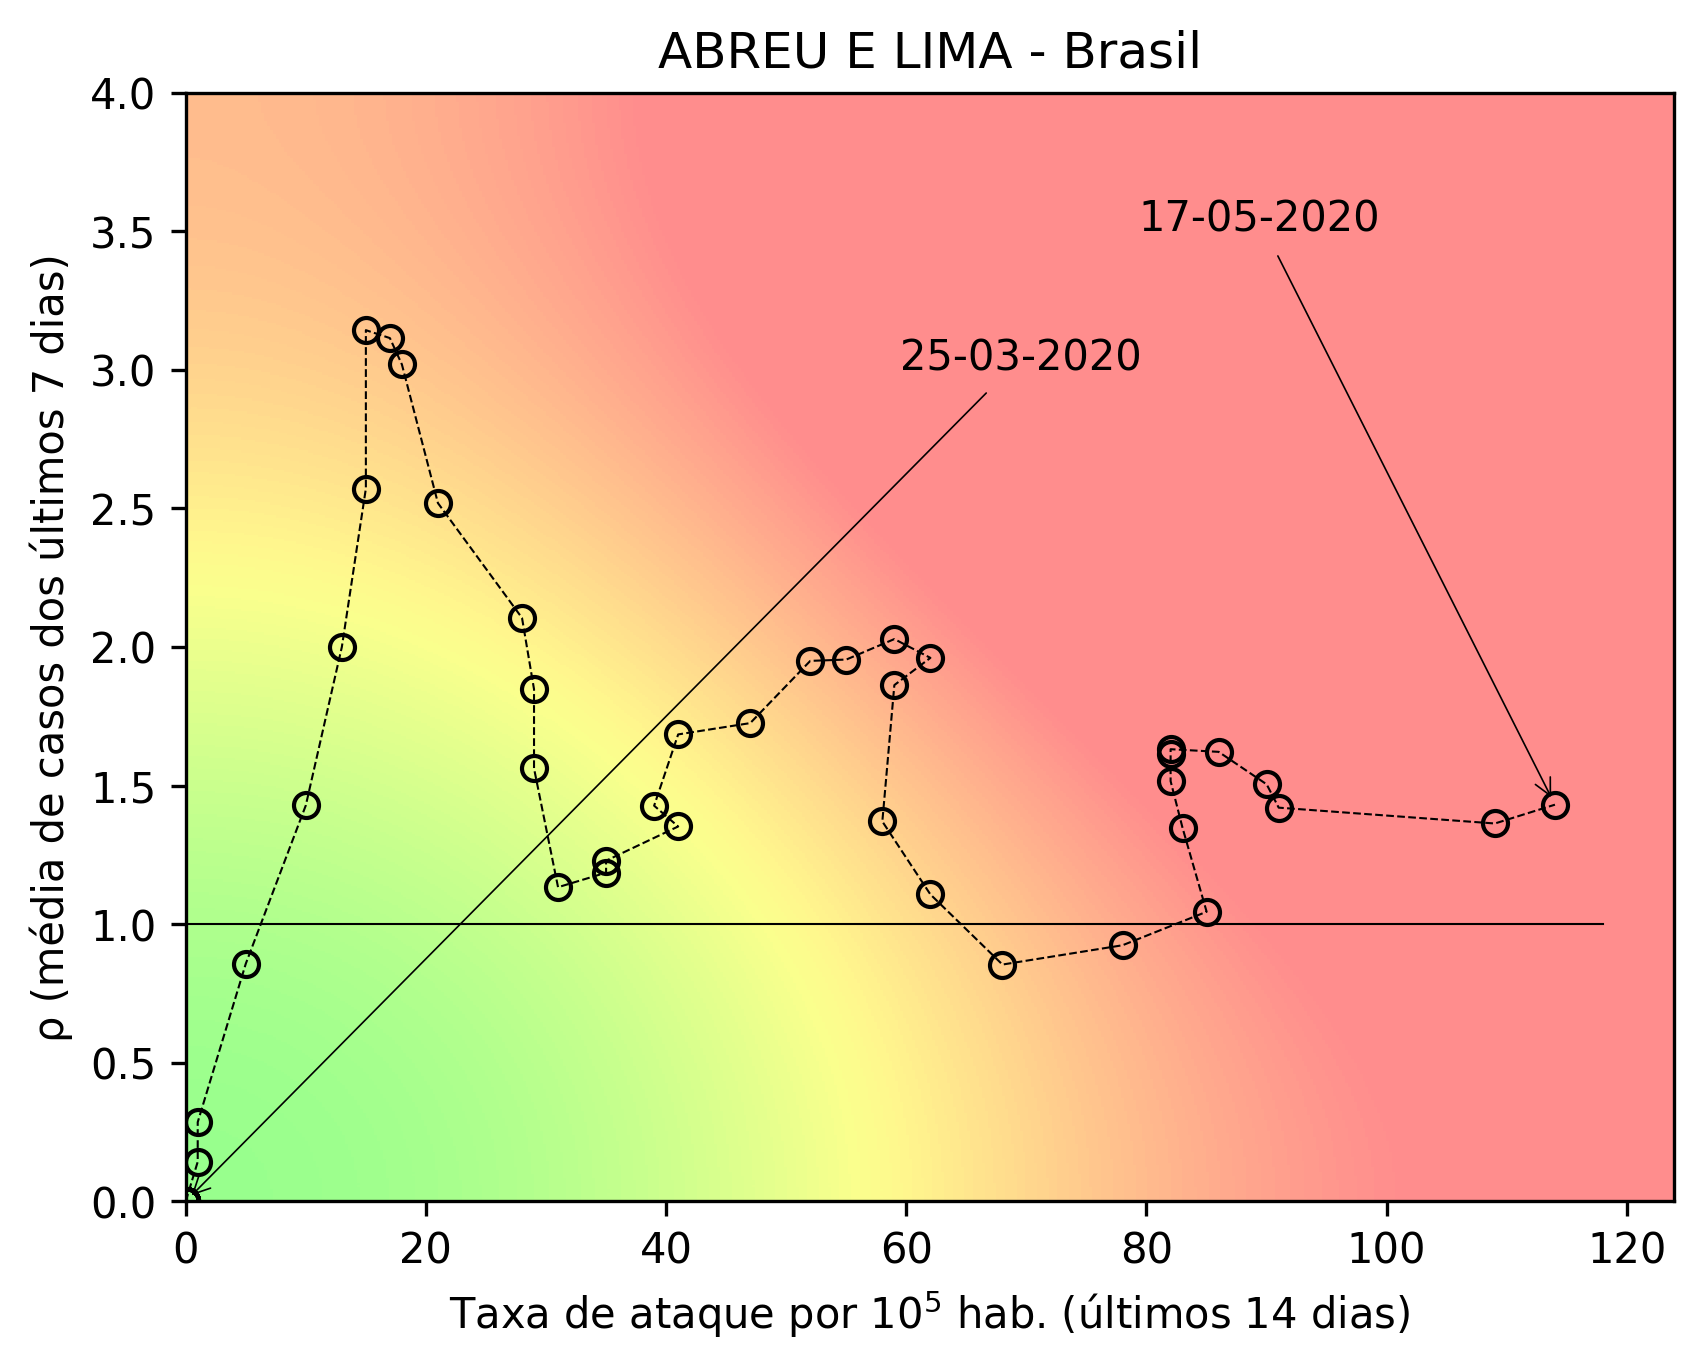 ABREU E LIMA - Brasil
ρ (média de casos dos últimos 7 dias)
4.0
3.5
3.0
2.5
2.0
1.5
1.0
0.5
0.0
17-05-2020
25-03-2020
0 20 40 60 80 100 120
Taxa de ataque por 10⁵ hab. (últimos 14 dias)